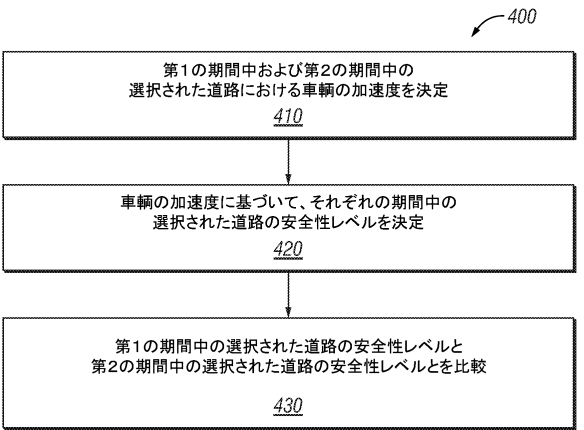 400
第1の期間中および第2の期間中の
選択された道路における車輌の加速度を決定
410
車輌の加速度に基づいて、それぞれの期間中の
選択された道路の安全性レベルを決定
420
第1の期間中の選択された道路の安全性レベルと
第2の期間中の選択された道路の安全性レベルとを比較
430